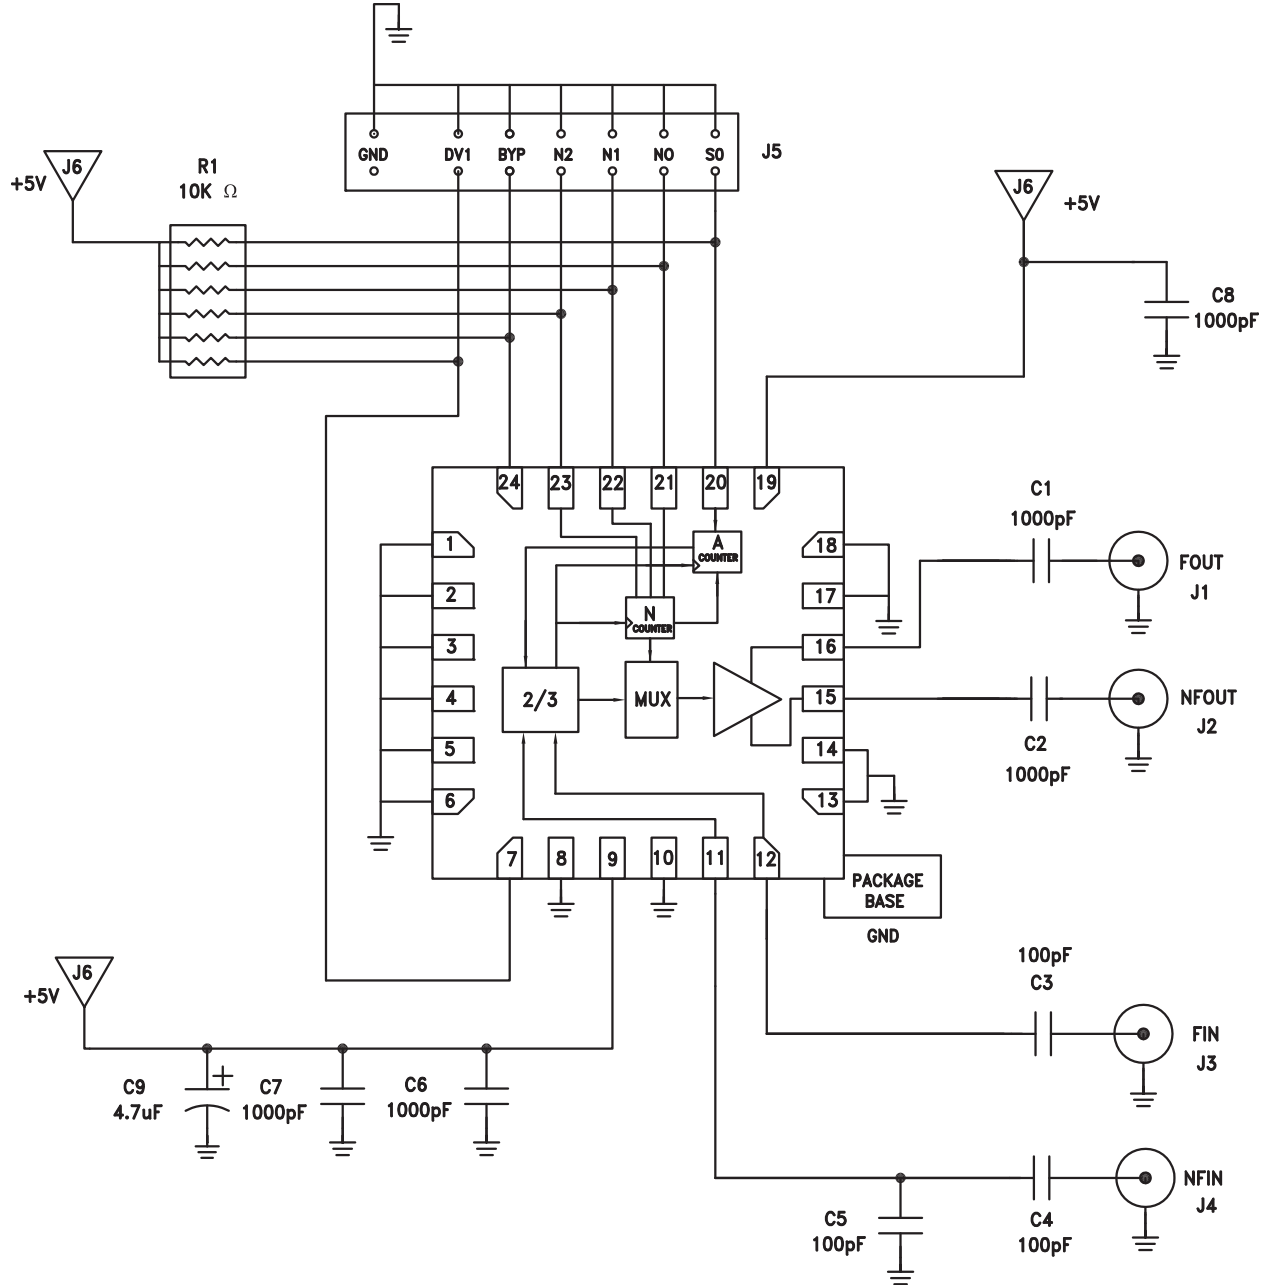 GND DV1 BYP N2 N1 N0 S0
J5
J6
+5V
R1
10K Ω
J6
+5V
C8
1000pF
24 23 22 21 20 19
1
2
3
4
5
6
A
COUNTER
N
COUNTER
2/3
MUX
18
17
16
15
14
13
7 8 9 10 11 12
C1
1000pF
FOUT
J1
NFOUT
J2
C2
1000pF
PACKAGE
BASE
GND
J6
+5V
C9
4.7uF
C7
1000pF
C6
1000pF
100pF
C3
FIN
J3
NFIN
J4
C5
100pF
C4
100pF